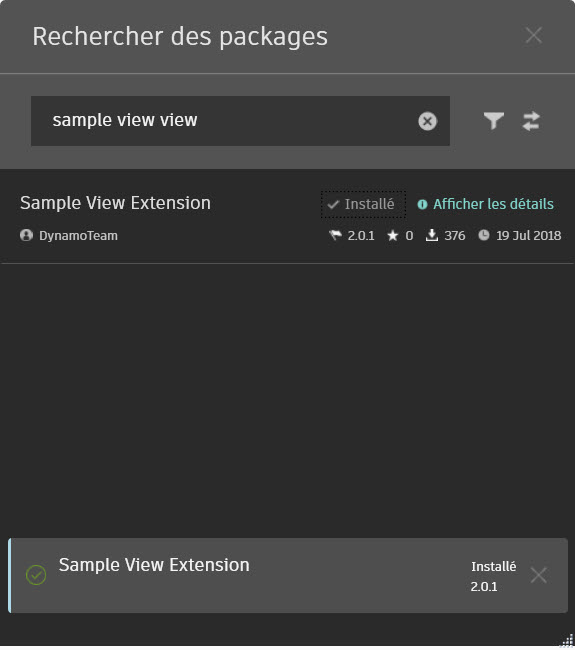 Rechercher des packages
sample view view
Sample View Extension Installé Afficher les détails
DynamoTeam 2.0.1 0 376 19 Jul 2018
Sample View Extension Installé
2.0.1